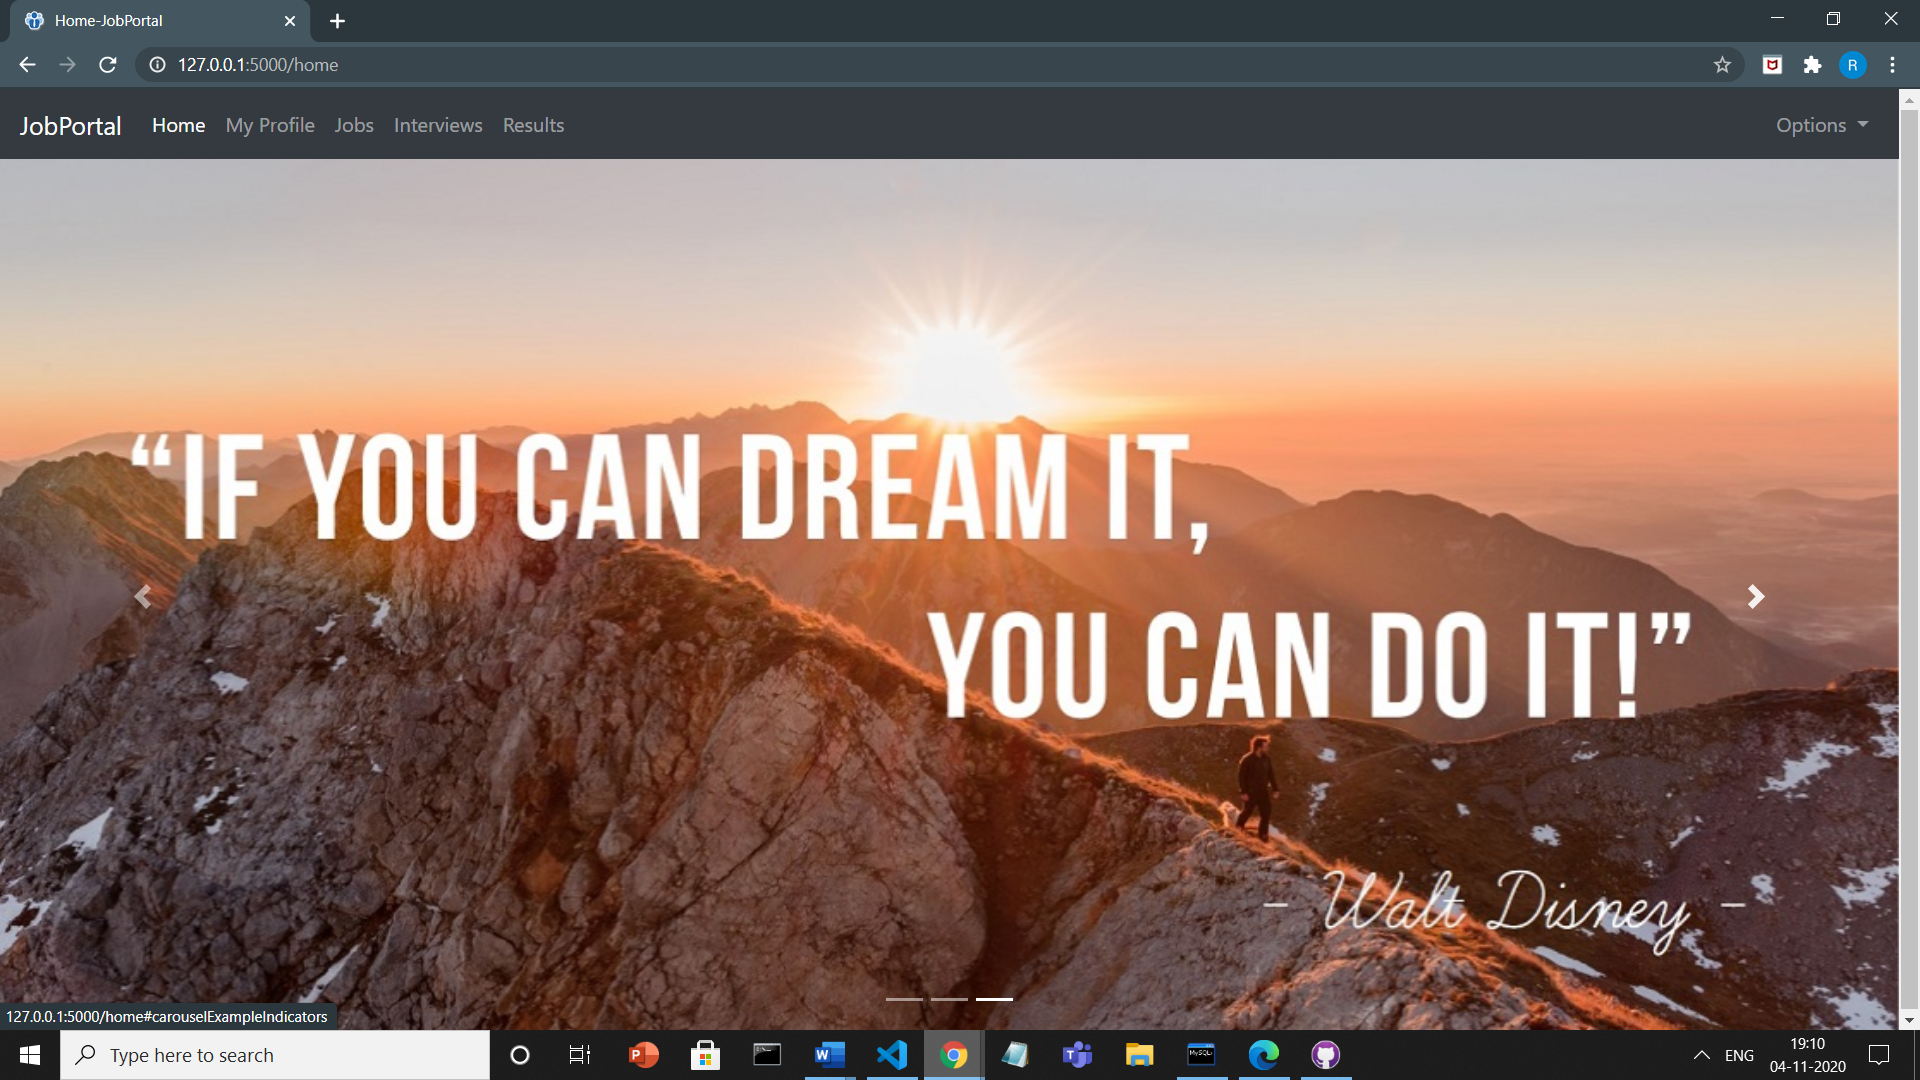 Home-JobPortal
127.0.0.1:5000/home
R
JobPortal Home My Profile Jobs Interviews Results Options
“IF YOU CAN DREAM IT,
YOU CAN DO IT!”
– Walt Disney –
127.0.0.1:5000/home#carouselExampleIndicators
Type here to search
ENG
19:10
04-11-2020